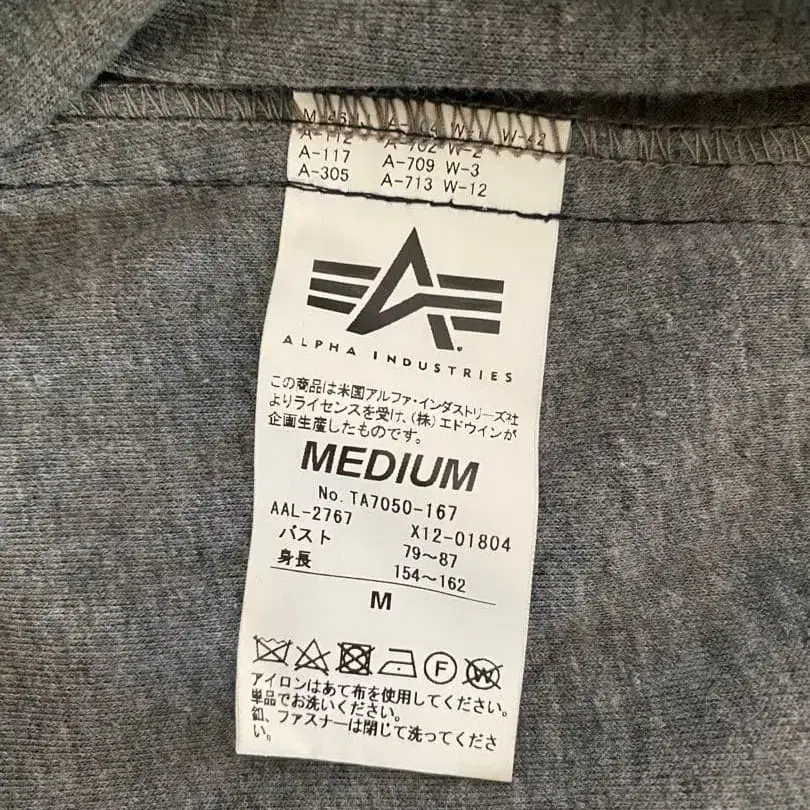 A-112 A-702 W-2
A-117 A-709 W-3
A-305 A-713 W-12
ALPHA INDUSTRIES
この商品は米国アルファ・インダストリーズ社
よりライセンスを受け、(株)エドウインが
企画生産したものです。
MEDIUM
No. TA7050-167
AAL-2767 X12-01804
バスト 79〜87
身長 154〜162
M
F W
アイロンはあて布を使用してください。
単品でお洗いください。
釦、ファスナーは閉じて洗ってくださ
い。